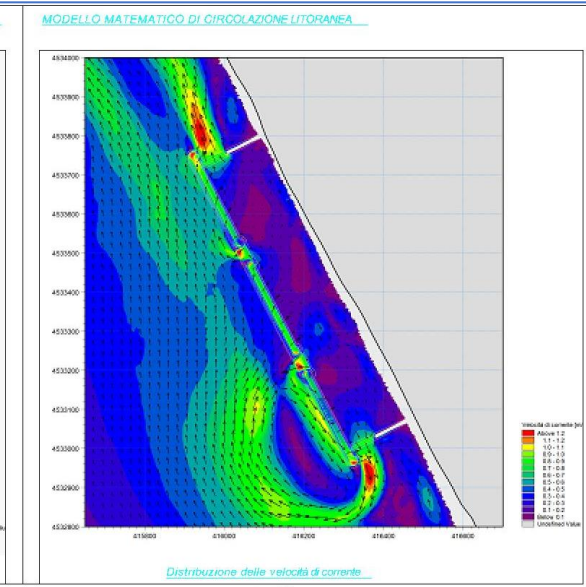 MODELLO MATEMATICO DI CIRCOLAZIONE LITORANEA
4534000
4533900
4533800
4533700
4533600
4533500
4533400
4533300
4533200
4533100
4533000
4532900
4532800
415800
416000
416200
416400
416600
Velocità di corrente [m/
Above 1.2
1.1 - 1.2
1.0 - 1.1
0.9 - 1.0
0.8 - 0.9
0.7 - 0.8
0.6 - 0.7
0.5 - 0.6
0.4 - 0.5
0.3 - 0.4
0.2 - 0.3
0.1 - 0.2
Below 0.1
Undefined Value
Distribuzione delle velocità di corrente